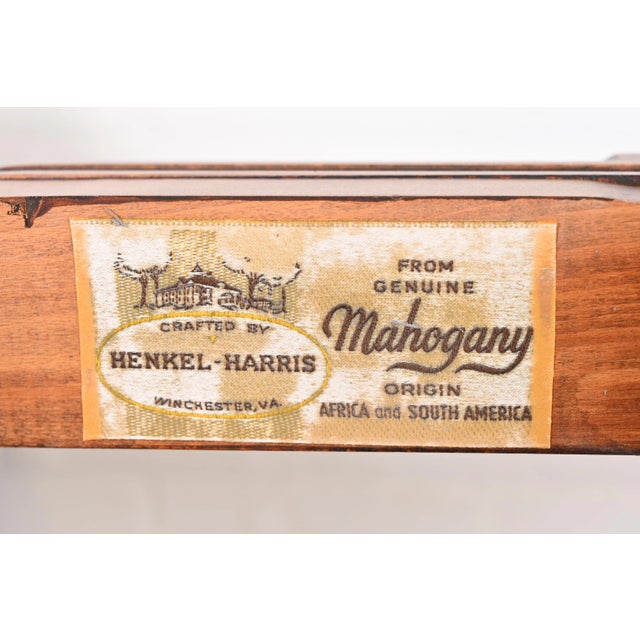 CRAFTED BY
HENKEL-HARRIS
WINCHESTER, VA.
FROM
GENUINE
Mahogany
ORIGIN
AFRICA and SOUTH AMERICA